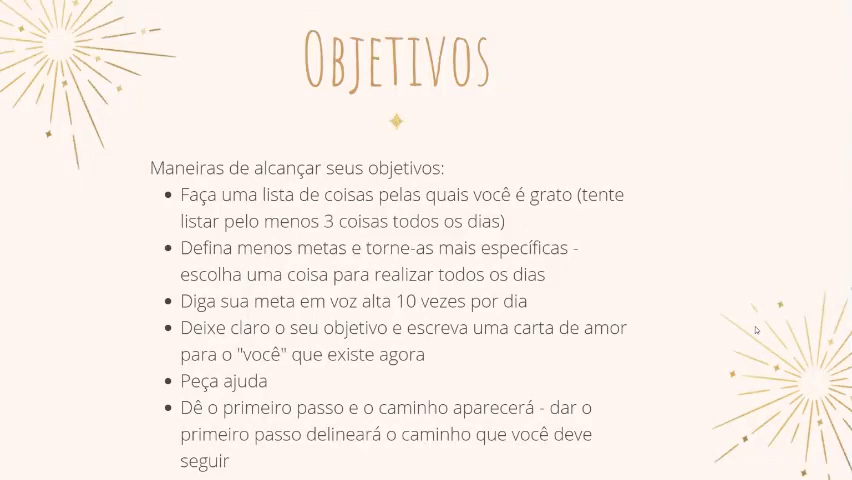 OBJETIVOS
Maneiras de alcançar seus objetivos:
• Faça uma lista de coisas pelas quais você é grato (tente
listar pelo menos 3 coisas todos os dias)
• Defina menos metas e torne-as mais específicas -
escolha uma coisa para realizar todos os dias
• Diga sua meta em voz alta 10 vezes por dia
• Deixe claro o seu objetivo e escreva uma carta de amor
para o "você" que existe agora
• Peça ajuda
• Dê o primeiro passo e o caminho aparecerá - dar o
primeiro passo delineará o caminho que você deve
seguir